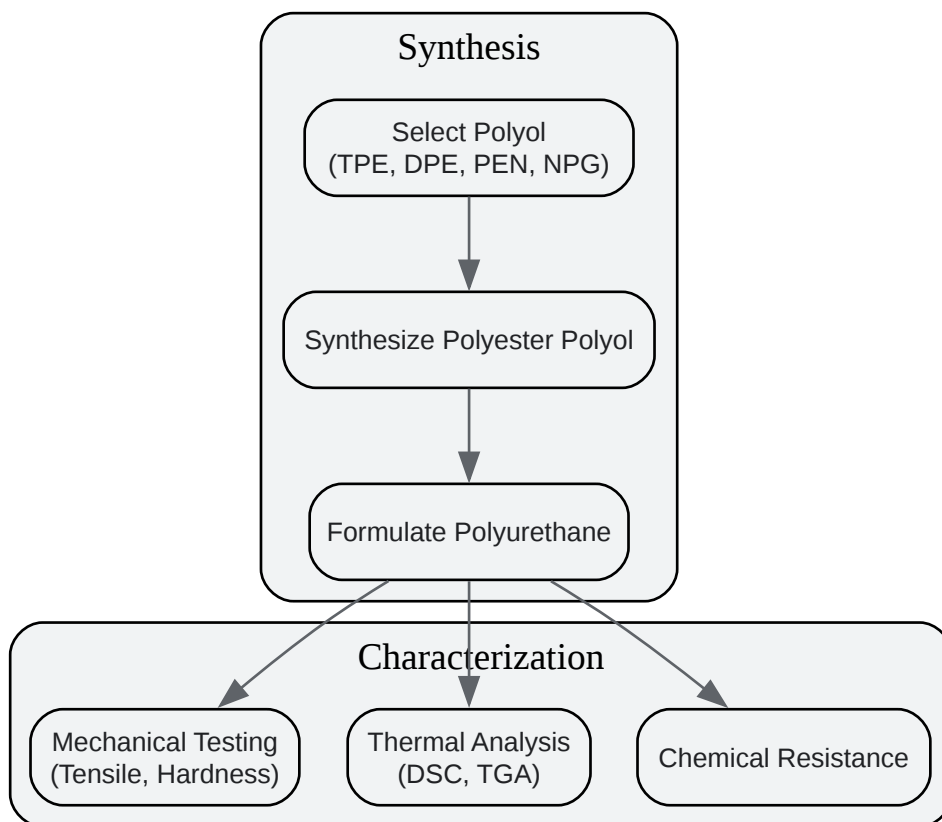 Synthesis
Select Polyol
(TPE, DPE, PEN, NPG)
Synthesize Polyester Polyol
Formulate Polyurethane
Characterization
Mechanical Testing
(Tensile, Hardness)
Thermal Analysis
(DSC, TGA)
Chemical Resistance